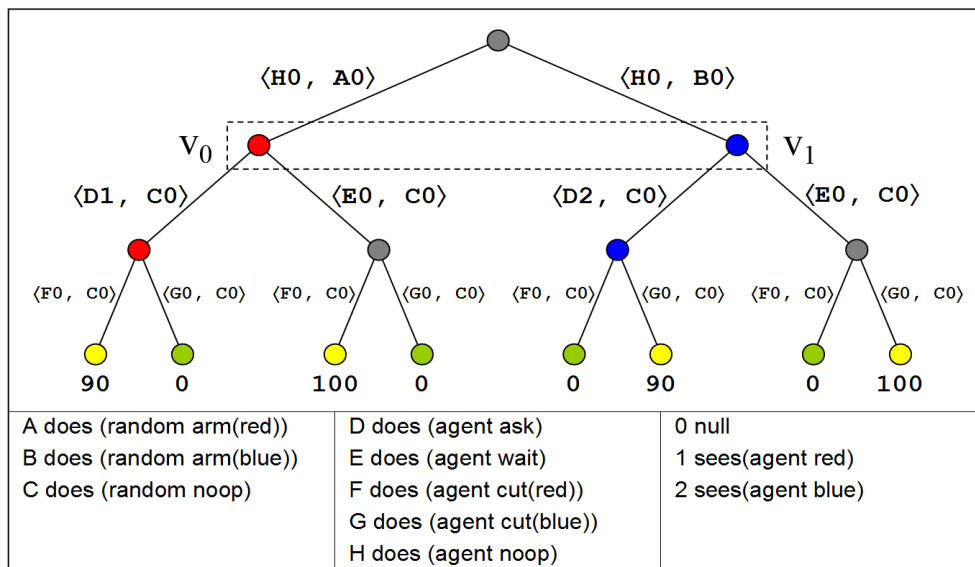 ⟨H0, A0⟩ ⟨H0, B0⟩
V0 V1
⟨D1, C0⟩ ⟨E0, C0⟩ ⟨D2, C0⟩ ⟨E0, C0⟩
⟨F0, C0⟩ ⟨G0, C0⟩ ⟨F0, C0⟩ ⟨G0, C0⟩ ⟨F0, C0⟩ ⟨G0, C0⟩ ⟨F0, C0⟩ ⟨G0, C0⟩
90 0 100 0 0 90 0 100
A does (random arm(red))
B does (random arm(blue))
C does (random noop)
D does (agent ask)
E does (agent wait)
F does (agent cut(red))
G does (agent cut(blue))
H does (agent noop)
0 null
1 sees(agent red)
2 sees(agent blue)